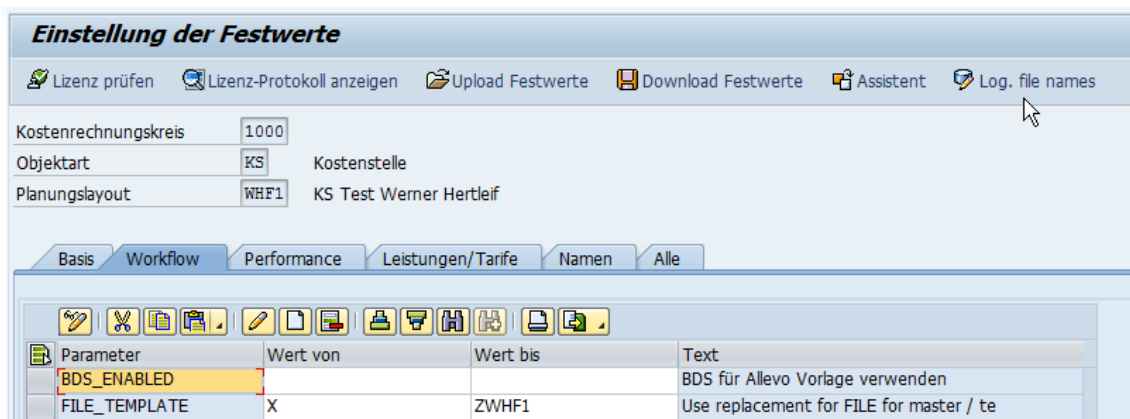 Einstellung der Festwerte
Lizenz prüfen Lizenz-Protokoll anzeigen Upload Festwerte Download Festwerte Assistent Log. file names
Kostenrechnungskreis 1000
Objektart KS Kostenstelle
Planungslayout WHF1 KS Test Werner Hertleif
Basis Workflow Performance Leistungen/Tarife Namen Alle
Parameter Wert von Wert bis Text
BDS_ENABLED BDS für Allevo Vorlage verwenden
FILE_TEMPLATE X ZWHF1 Use replacement for FILE for master / te